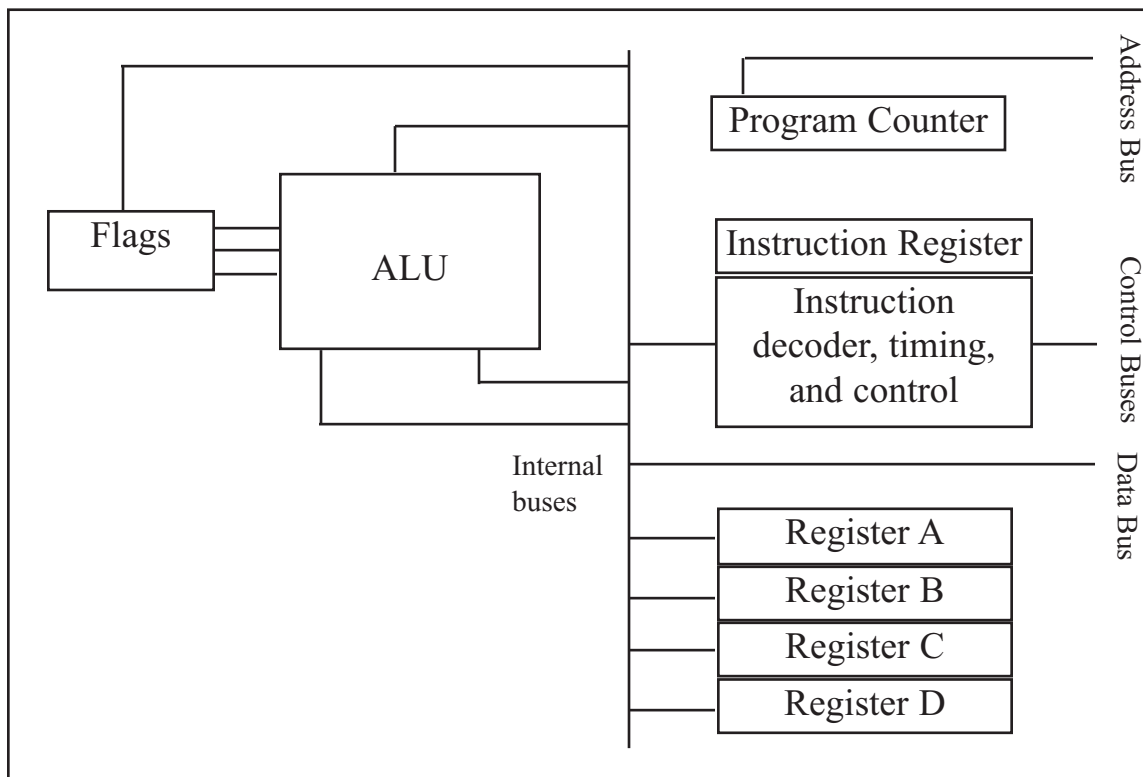 Address Bus
Program Counter
Flags
ALU
Instruction Register
Instruction
decoder, timing,
and control
Control Buses
Internal
buses
Data Bus
Register A
Register B
Register C
Register D